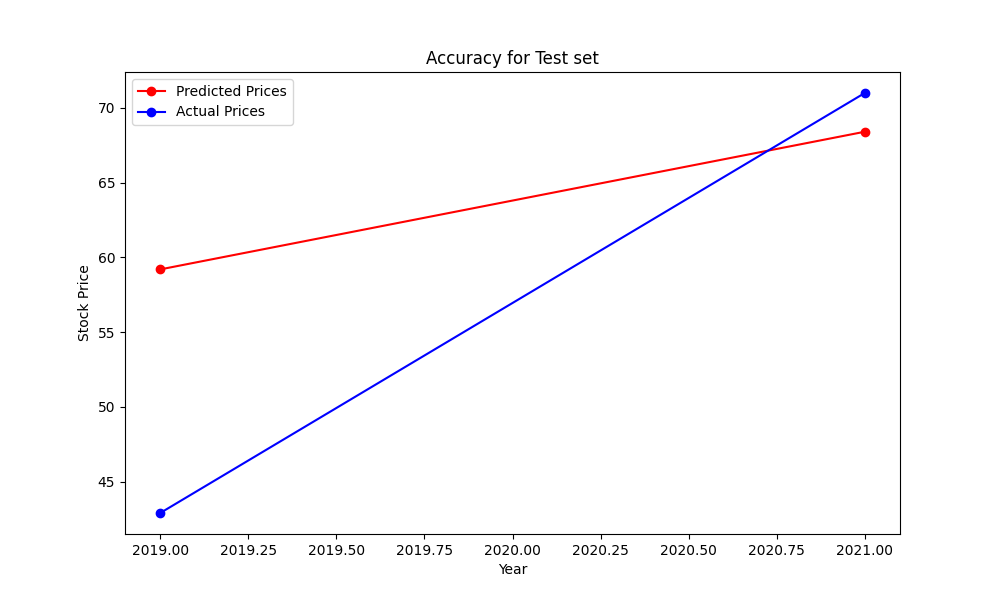 Accuracy for Test set
Predicted Prices
Actual Prices
70
65
60
55
50
45
Stock Price
2019.00 2019.25 2019.50 2019.75 2020.00 2020.25 2020.50 2020.75 2021.00
Year